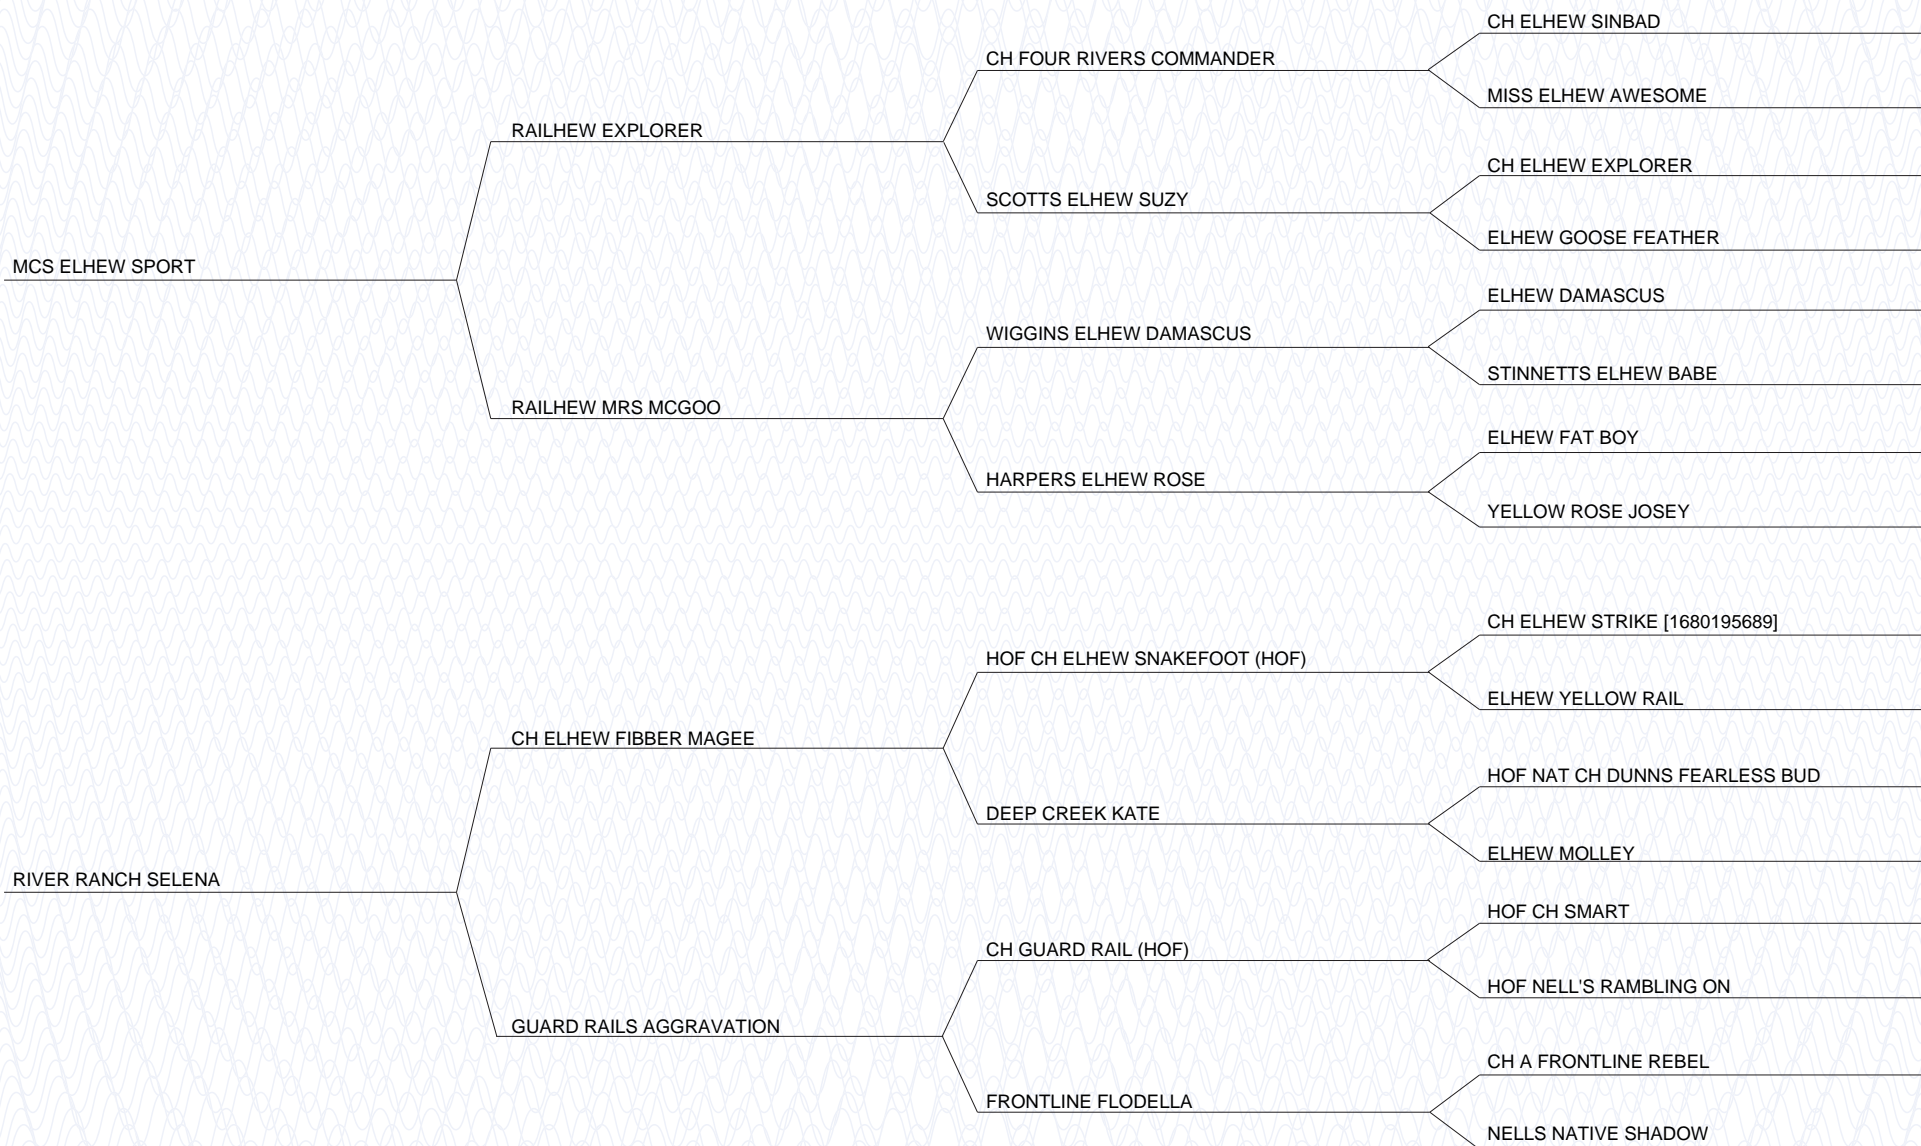 CH ELHEW SINBAD
CH FOUR RIVERS COMMANDER
MISS ELHEW AWESOME
RAILHEW EXPLORER
CH ELHEW EXPLORER
SCOTTS ELHEW SUZY
ELHEW GOOSE FEATHER
MCS ELHEW SPORT
ELHEW DAMASCUS
WIGGINS ELHEW DAMASCUS
STINNETTS ELHEW BABE
RAILHEW MRS MCGOO
ELHEW FAT BOY
HARPERS ELHEW ROSE
YELLOW ROSE JOSEY
CH ELHEW STRIKE [1680195689]
HOF CH ELHEW SNAKEFOOT (HOF)
ELHEW YELLOW RAIL
CH ELHEW FIBBER MAGEE
HOF NAT CH DUNNS FEARLESS BUD
DEEP CREEK KATE
ELHEW MOLLEY
RIVER RANCH SELENA
HOF CH SMART
CH GUARD RAIL (HOF)
HOF NELL'S RAMBLING ON
GUARD RAILS AGGRAVATION
CH A FRONTLINE REBEL
FRONTLINE FLODELLA
NELLS NATIVE SHADOW